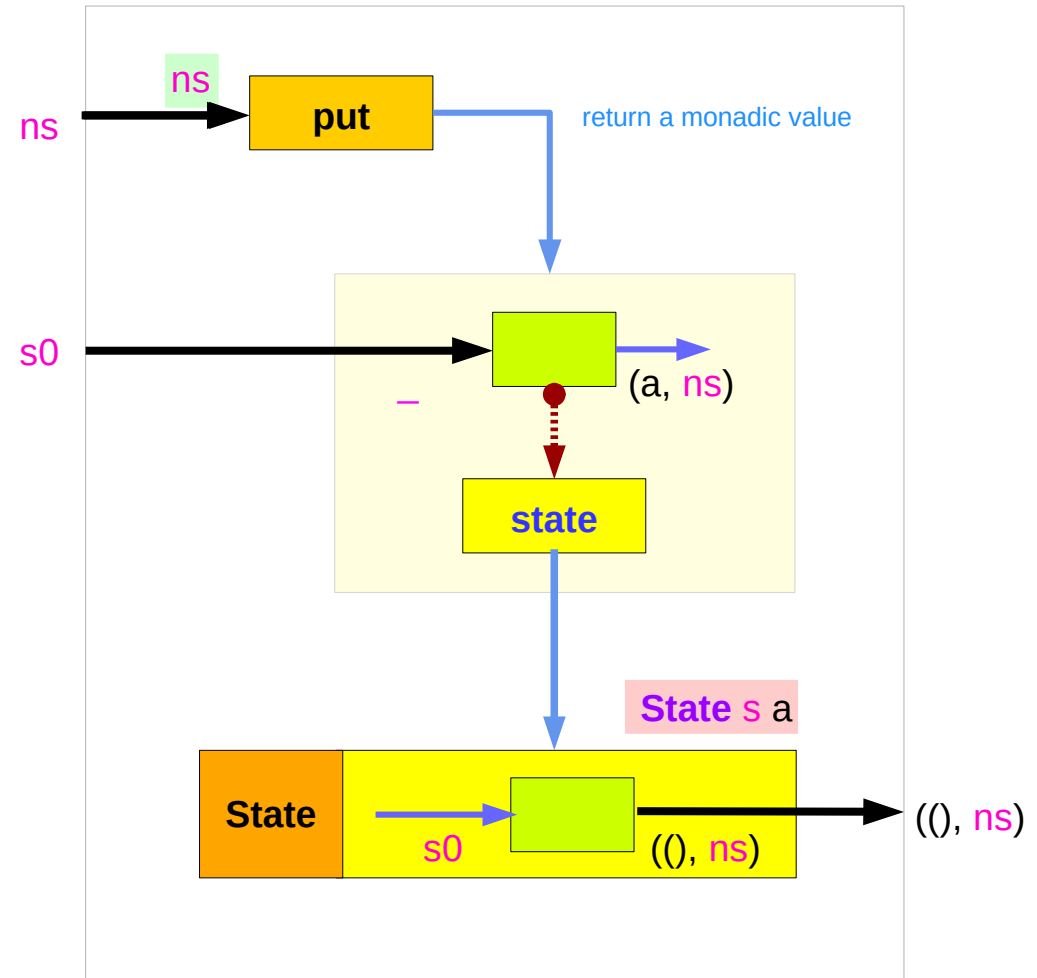 ns
put
return a monadic value
ns
s0
_
(a, ns)
state
State s a
State
s0
((), ns)
((), ns)